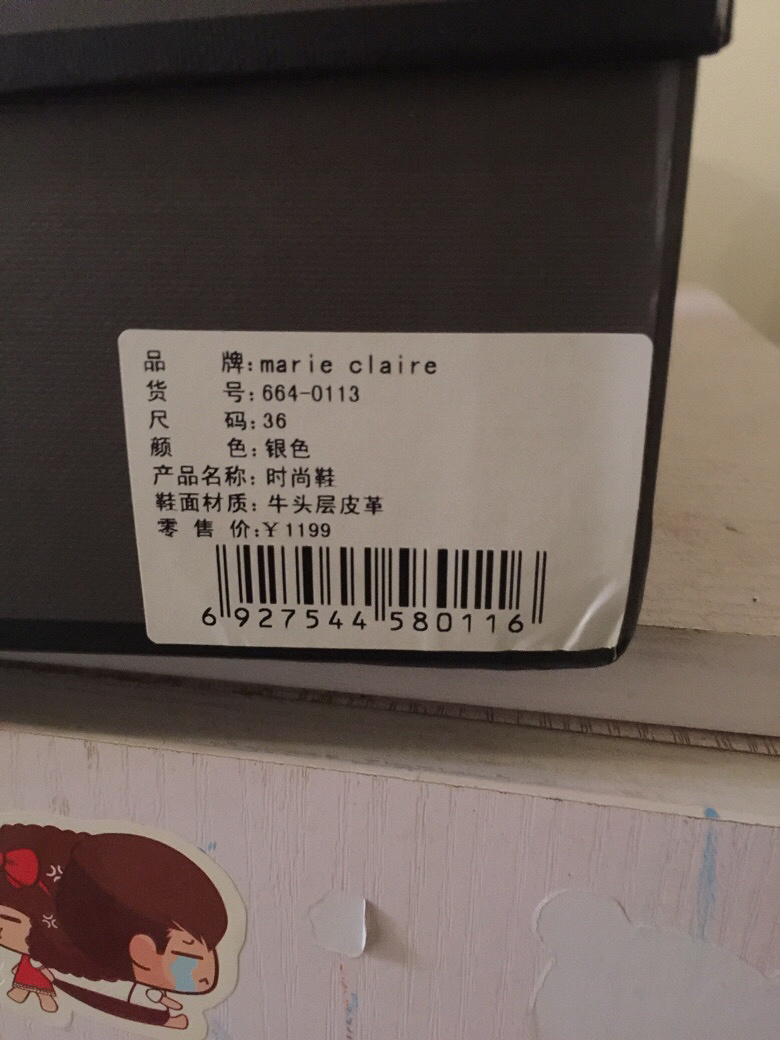 品 牌:marie claire
货 号:664-0113
尺 码:36
颜 色:银色
产品名称:时尚鞋
鞋面材质:牛头层皮革
零 售 价:¥1199
6 927544 580116